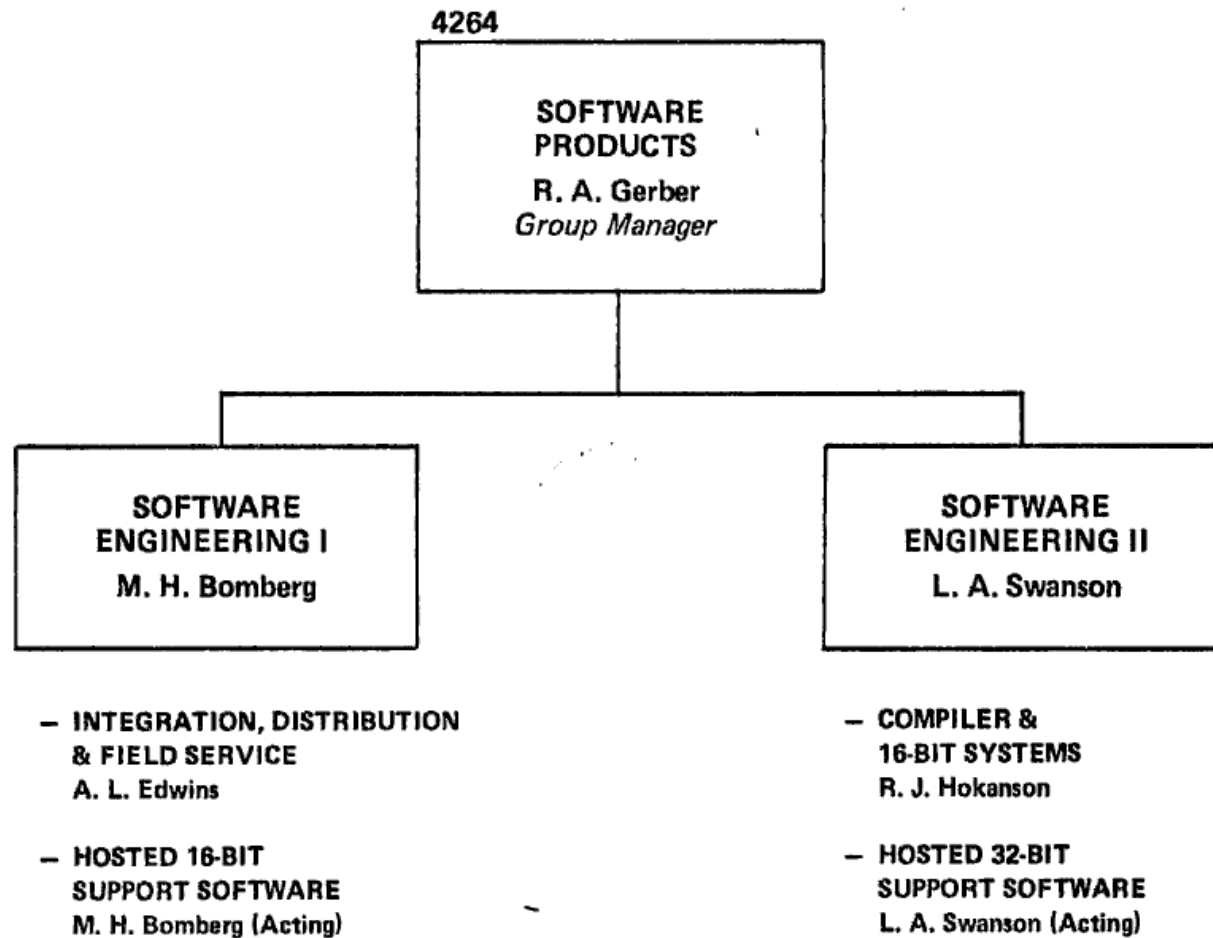 4264
SOFTWARE
PRODUCTS
R. A. Gerber
Group Manager
SOFTWARE
ENGINEERING I
M. H. Bomberg
SOFTWARE
ENGINEERING II
L. A. Swanson
– INTEGRATION, DISTRIBUTION
& FIELD SERVICE
A. L. Edwins
– HOSTED 16-BIT
SUPPORT SOFTWARE
M. H. Bomberg (Acting)
– COMPILER &
16-BIT SYSTEMS
R. J. Hokanson
– HOSTED 32-BIT
SUPPORT SOFTWARE
L. A. Swanson (Acting)